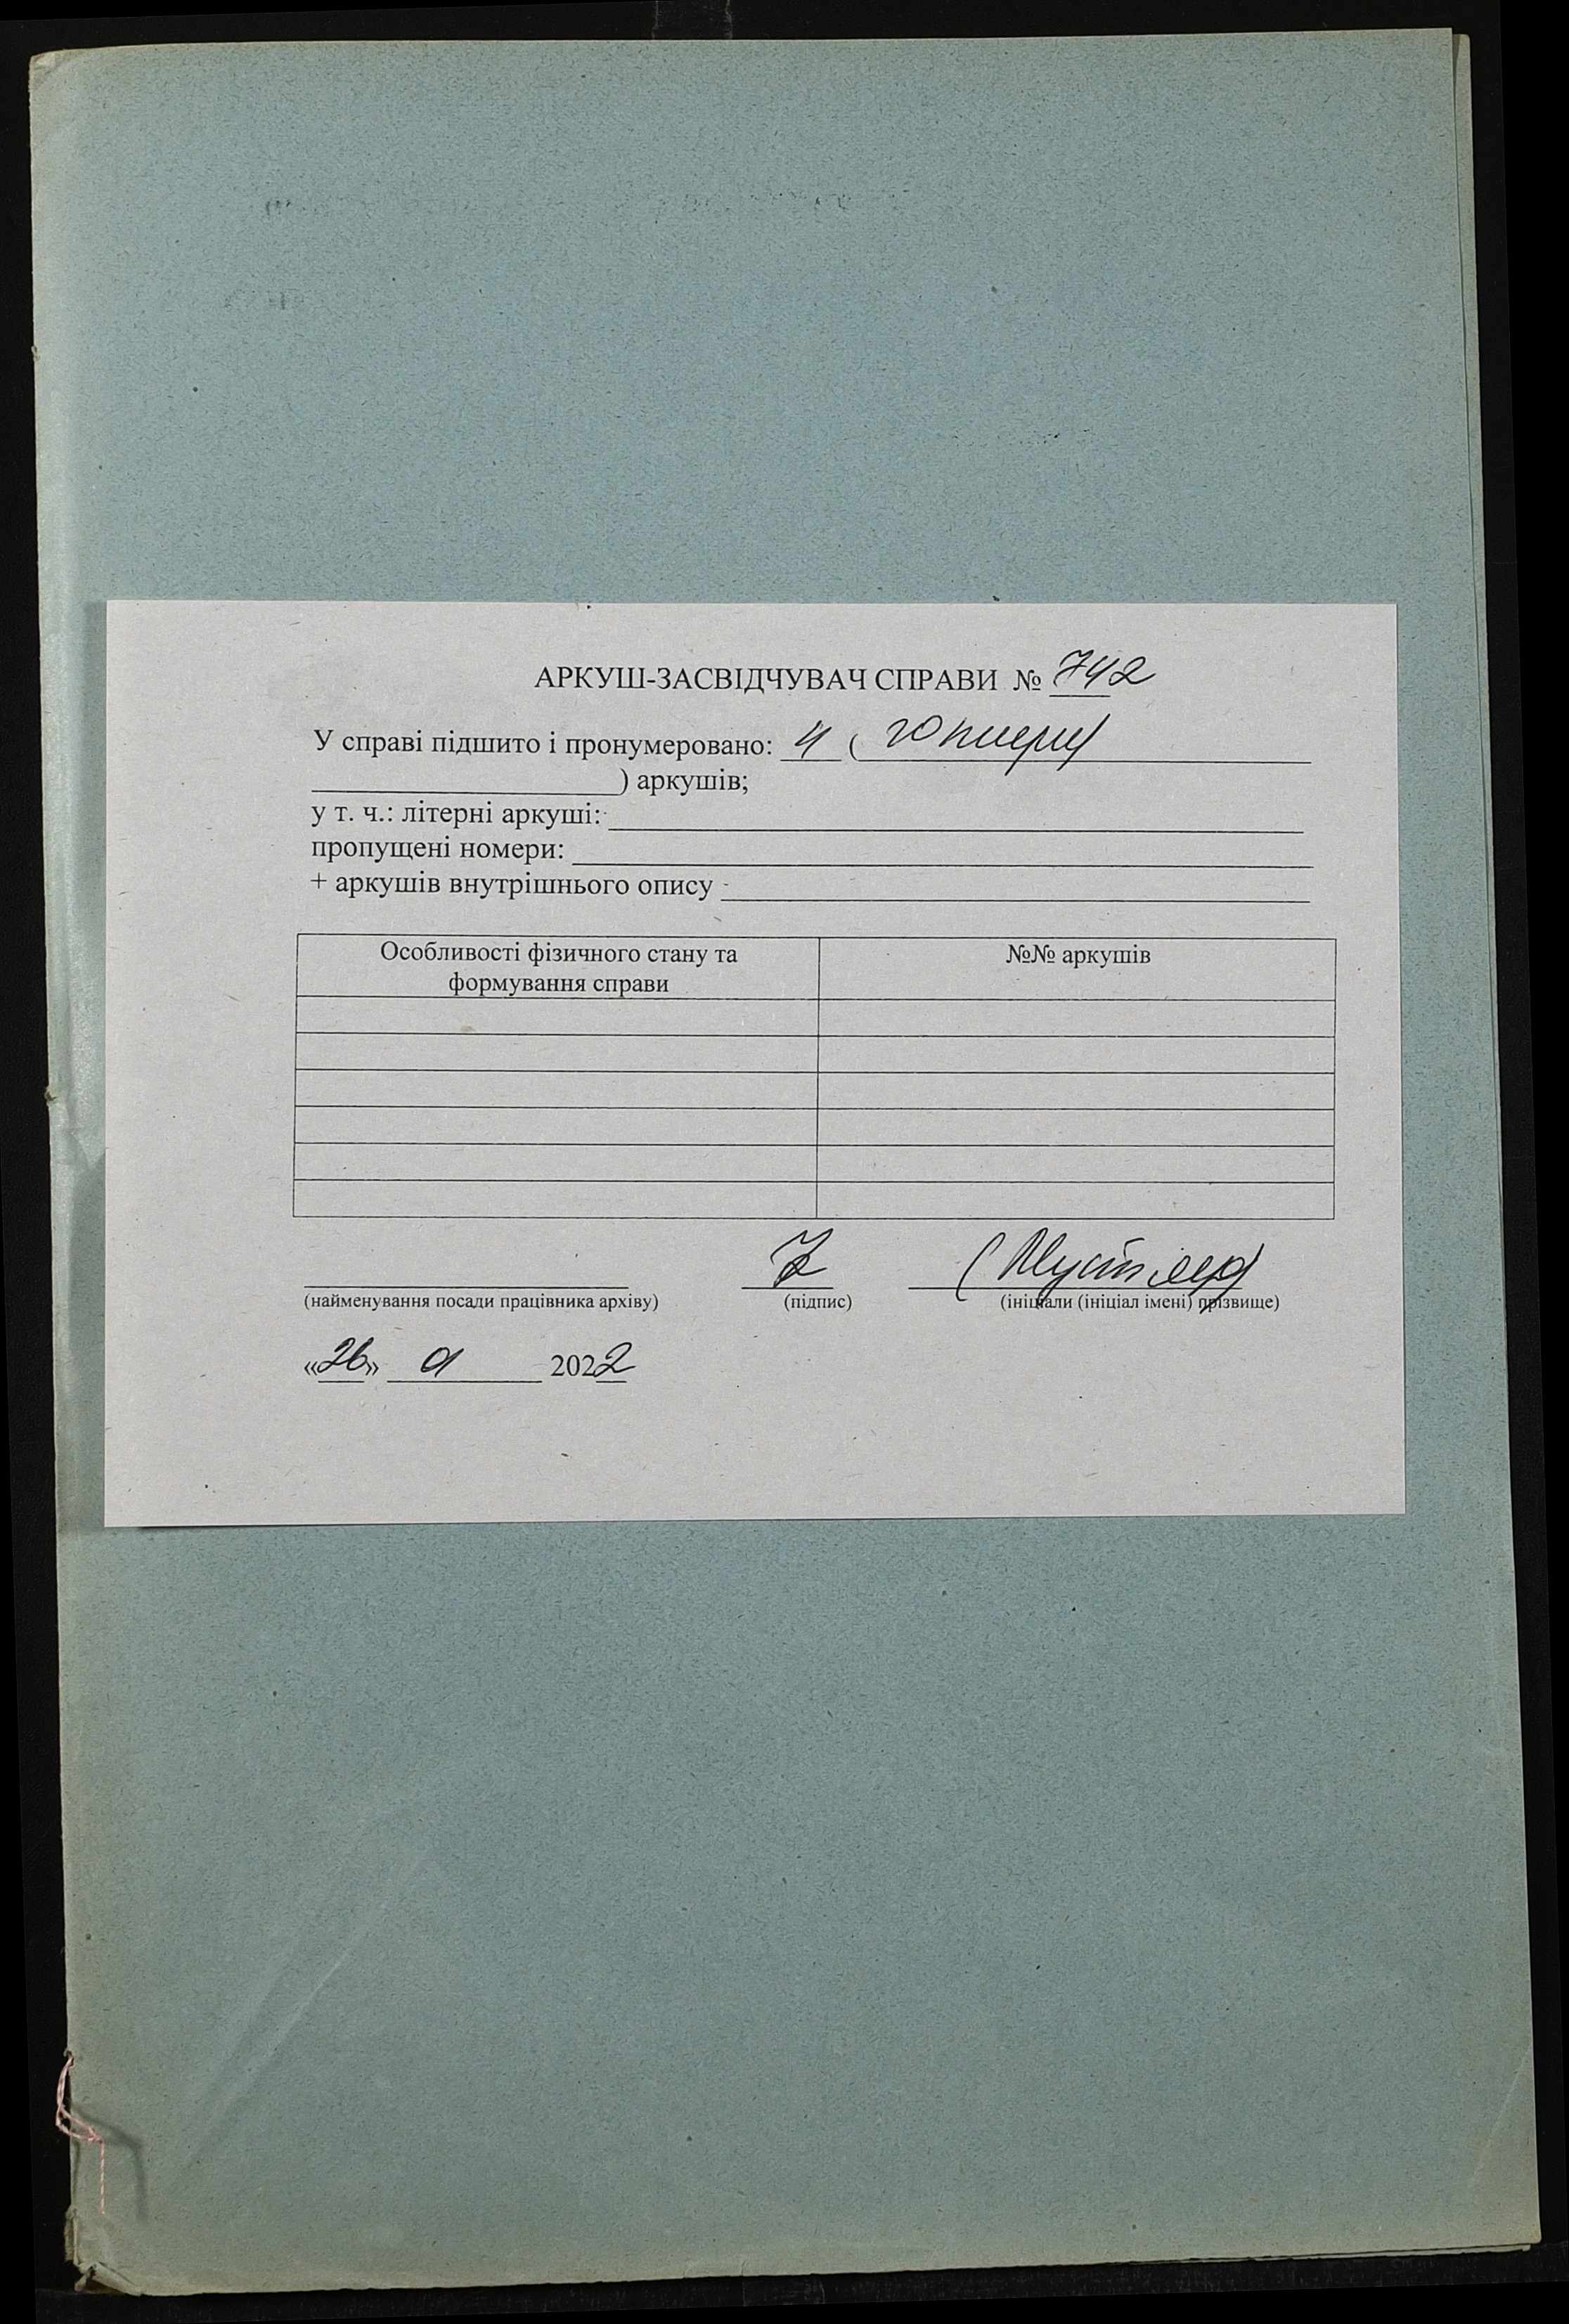 АРКУШ-ЗАСВІДЧУВАЧ СПРАВИ № 742
У справі підшито і пронумеровано: 4 ( чотири
) аркушів;
у т. ч.: літерні аркуші:
пропущені номери:
+ аркушів внутрішнього опису
Особливості фізичного стану та
формування справи
№№ аркушів
(найменування посади працівника архіву)
(підпис)
(ініціали (ініціал імені) прізвище)
«26» 2022